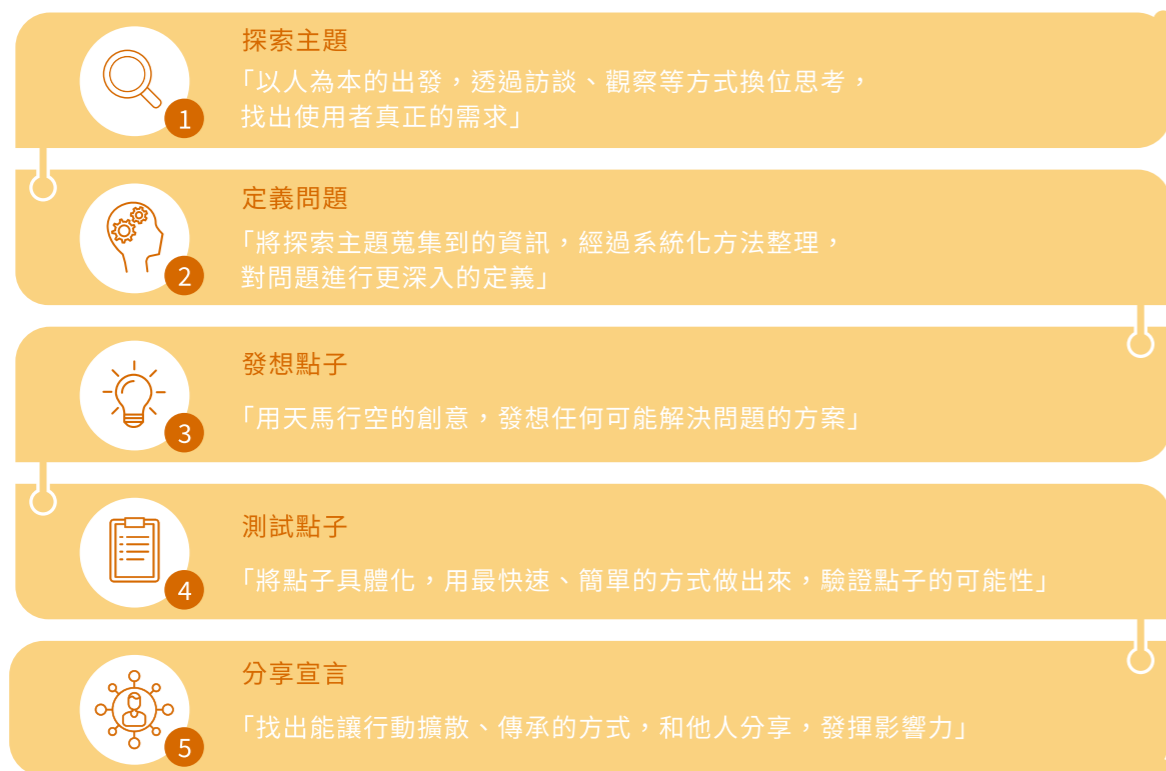 探索主題
「以人為本的出發，透過訪談、觀察等方式換位思考，
找出使用者真正的需求」
1
定義問題
「將探索主題蒐集到的資訊，經過系統化方法整理，
對問題進行更深入的定義」
2
發想點子
「用天馬行空的創意，發想任何可能解決問題的方案」
3
測試點子
「將點子具體化，用最快速、簡單的方式做出來，驗證點子的可能性」
4
分享宣言
「找出能讓行動擴散、傳承的方式，和他人分享，發揮影響力」
5